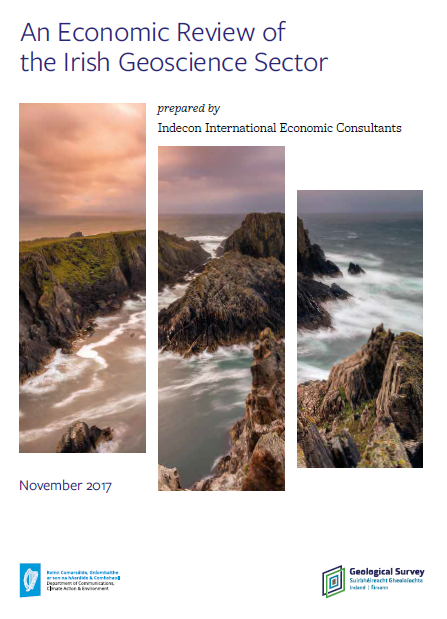 An Economic Review of
the Irish Geoscience Sector
prepared by
Indecon International Economic Consultants
November 2017
Roinn Cumarsáide, Gníomhaithe
ar son na hAeráide & Comhshaoil
Department of Communications,
Climate Action & Environment
Geological Survey
Suirbhéireacht Gheolaíochta
Ireland | Éireann